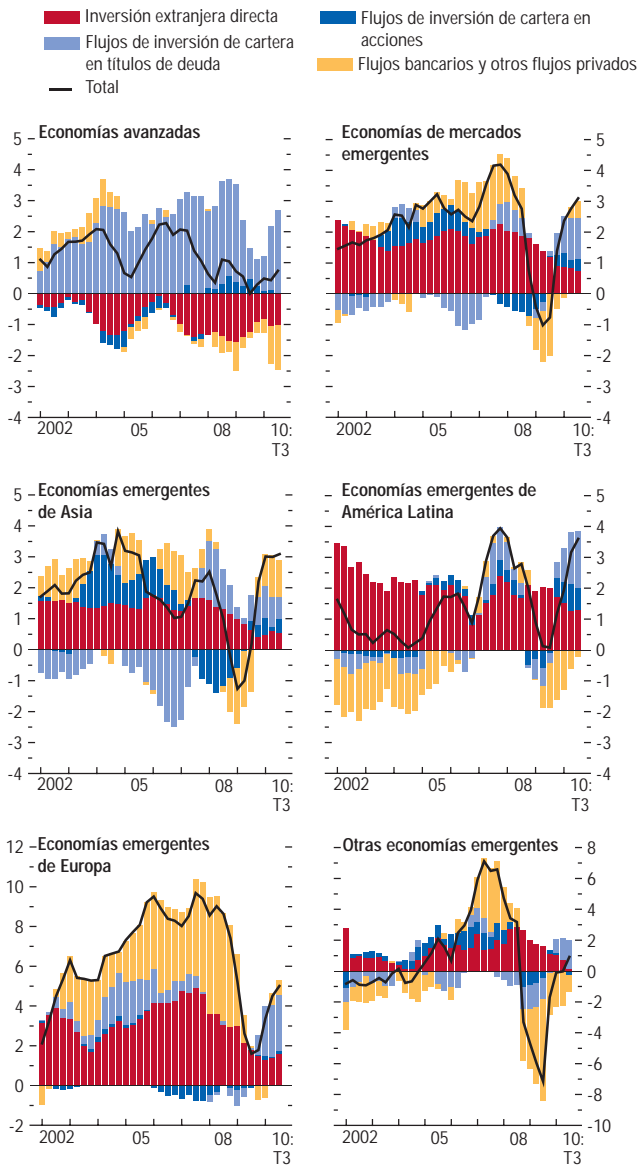 Inversión extranjera directa
Flujos de inversión de cartera
en títulos de deuda
Total
Flujos de inversión de cartera en
acciones
Flujos bancarios y otros flujos privados
Economías avanzadas
5
4
3
2
1
0
-1
-2
-3
-4
2002 05 08 10:
T3
Economías de mercados
emergentes
5
4
3
2
1
0
-1
-2
-3
-4
2002 05 08 10:
T3
Economías emergentes
de Asia
5
4
3
2
1
0
-1
-2
-3
-4
2002 05 08 10:
T3
Economías emergentes de
América Latina
5
4
3
2
1
0
-1
-2
-3
-4
2002 05 08 10:
T3
Economías emergentes
de Europa
12
10
8
6
4
2
0
-2
2002 05 08 10:
T3
Otras economías emergentes
8
6
4
2
0
-2
-4
-6
-8
-10
2002 05 08 10:
T3